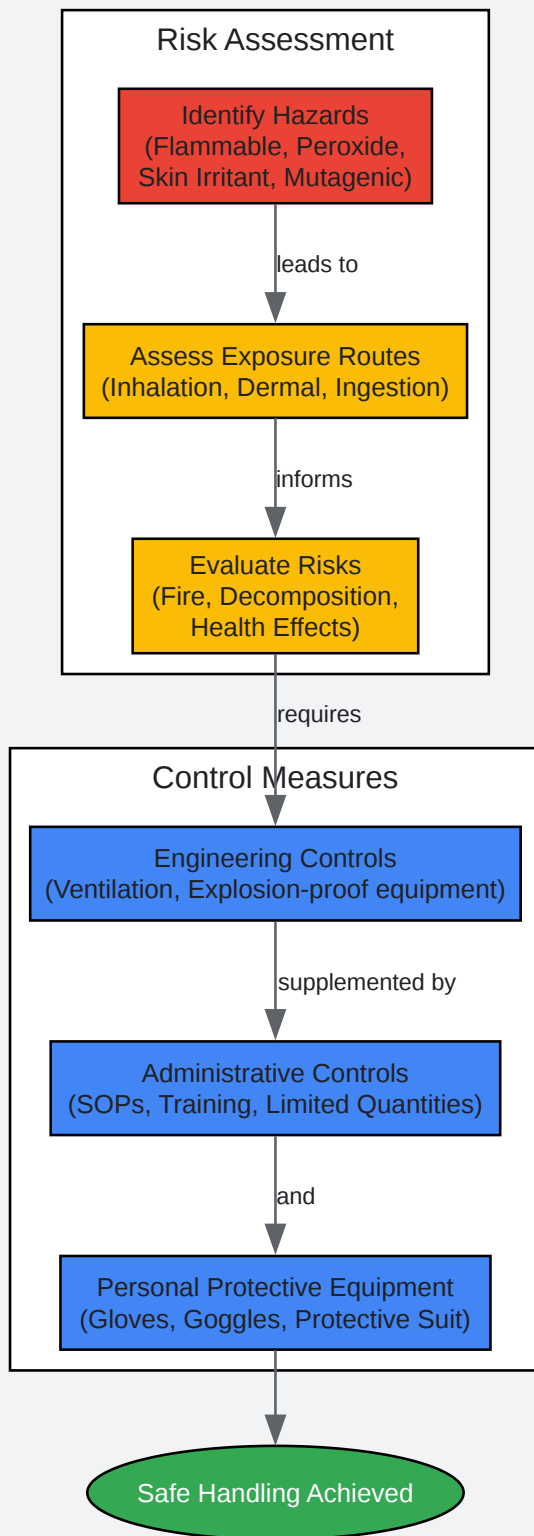 Risk Assessment
Identify Hazards
(Flammable, Peroxide,
Skin Irritant, Mutagenic)
leads to
Assess Exposure Routes
(Inhalation, Dermal, Ingestion)
informs
Evaluate Risks
(Fire, Decomposition,
Health Effects)
requires
Control Measures
Engineering Controls
(Ventilation, Explosion-proof equipment)
supplemented by
Administrative Controls
(SOPs, Training, Limited Quantities)
and
Personal Protective Equipment
(Gloves, Goggles, Protective Suit)
Safe Handling Achieved